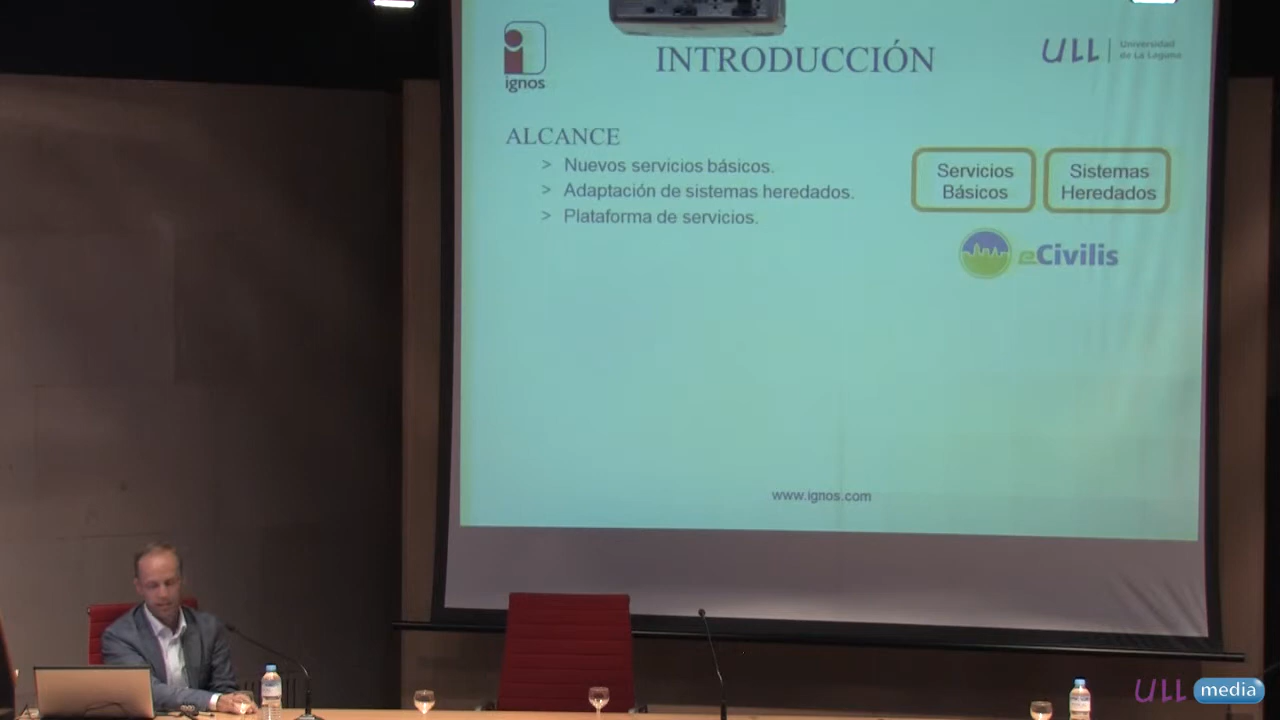 ignos
INTRODUCCIÓN
ULL
Universidad
de La Laguna
ALCANCE
> Nuevos servicios básicos.
> Adaptación de sistemas heredados.
> Plataforma de servicios.
Servicios
Básicos
Sistemas
Heredados
eCivilis
www.ignos.com
ULL media